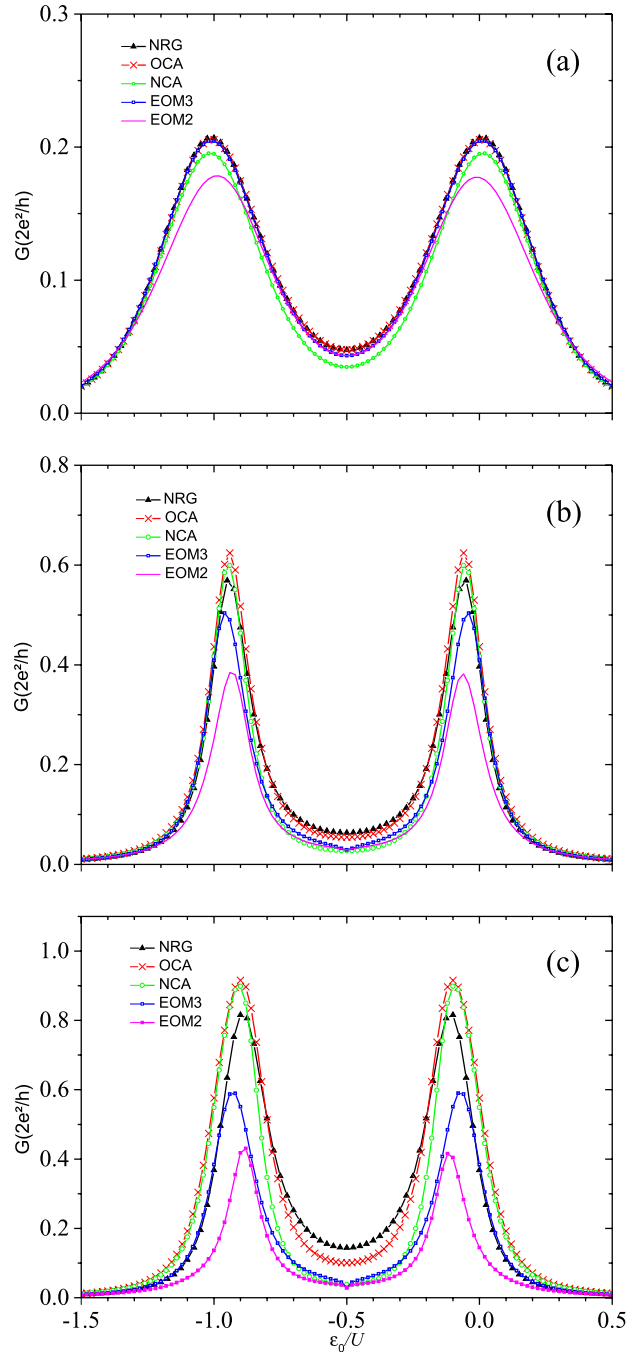 0.3
NRG
OCA
NCA
EOM3
EOM2
(a)
0.2
G(2e²/h)
0.1
0.0
0.8
NRG
OCA
NCA
EOM3
EOM2
(b)
0.6
G(2e²/h)
0.4
0.2
0.0
1.0
NRG
OCA
NCA
EOM3
EOM2
(c)
0.8
0.6
G(2e²/h)
0.4
0.2
0.0
-1.5 -1.0 -0.5 0.0 0.5
ε₀/U